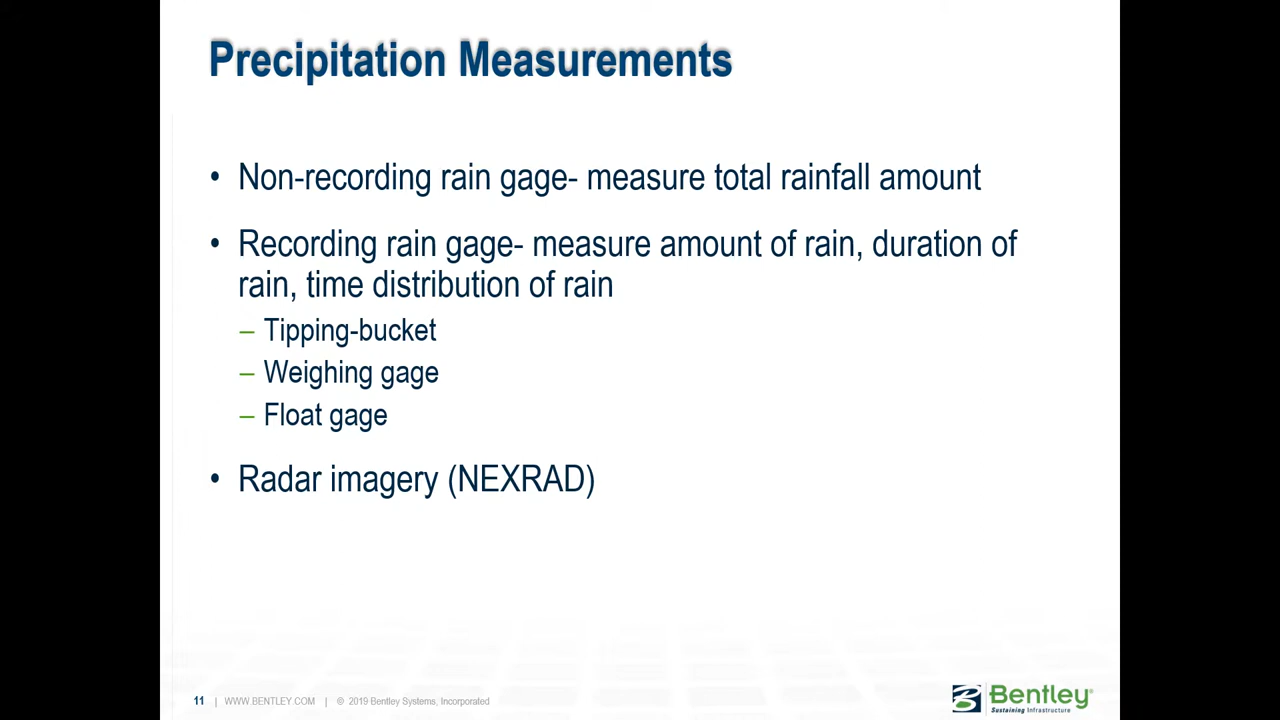 Precipitation Measurements
• Non-recording rain gage- measure total rainfall amount
• Recording rain gage- measure amount of rain, duration of
rain, time distribution of rain
– Tipping-bucket
– Weighing gage
– Float gage
• Radar imagery (NEXRAD)
11 | WWW.BENTLEY.COM | © 2019 Bentley Systems, Incorporated
Bentley®
Sustaining Infrastructure